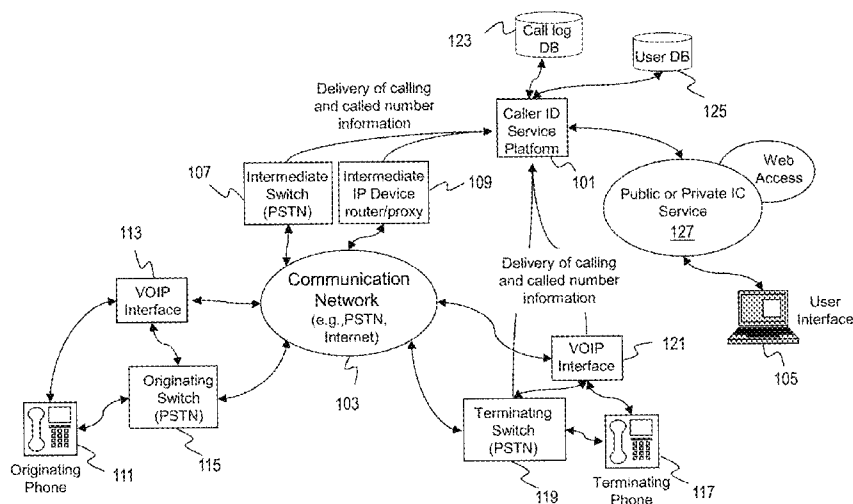 123
Call log
DB
User DB
125
Delivery of calling
and called number
information
Caller ID
Service
Platform
101
107
Intermediate
Switch
(PSTN)
Intermediate
IP Device
router/proxy
109
Web
Access
Public or Private IC
Service
127
113
VOIP
Interface
Communication
Network
(e.g.,PSTN,
Internet)
103
Delivery of calling
and called number
information
User
Interface
105
VOIP
Interface
121
Originating
Switch
(PSTN)
115
Originating
Phone
111
Terminating
Switch
(PSTN)
119
Terminating
Phone
117